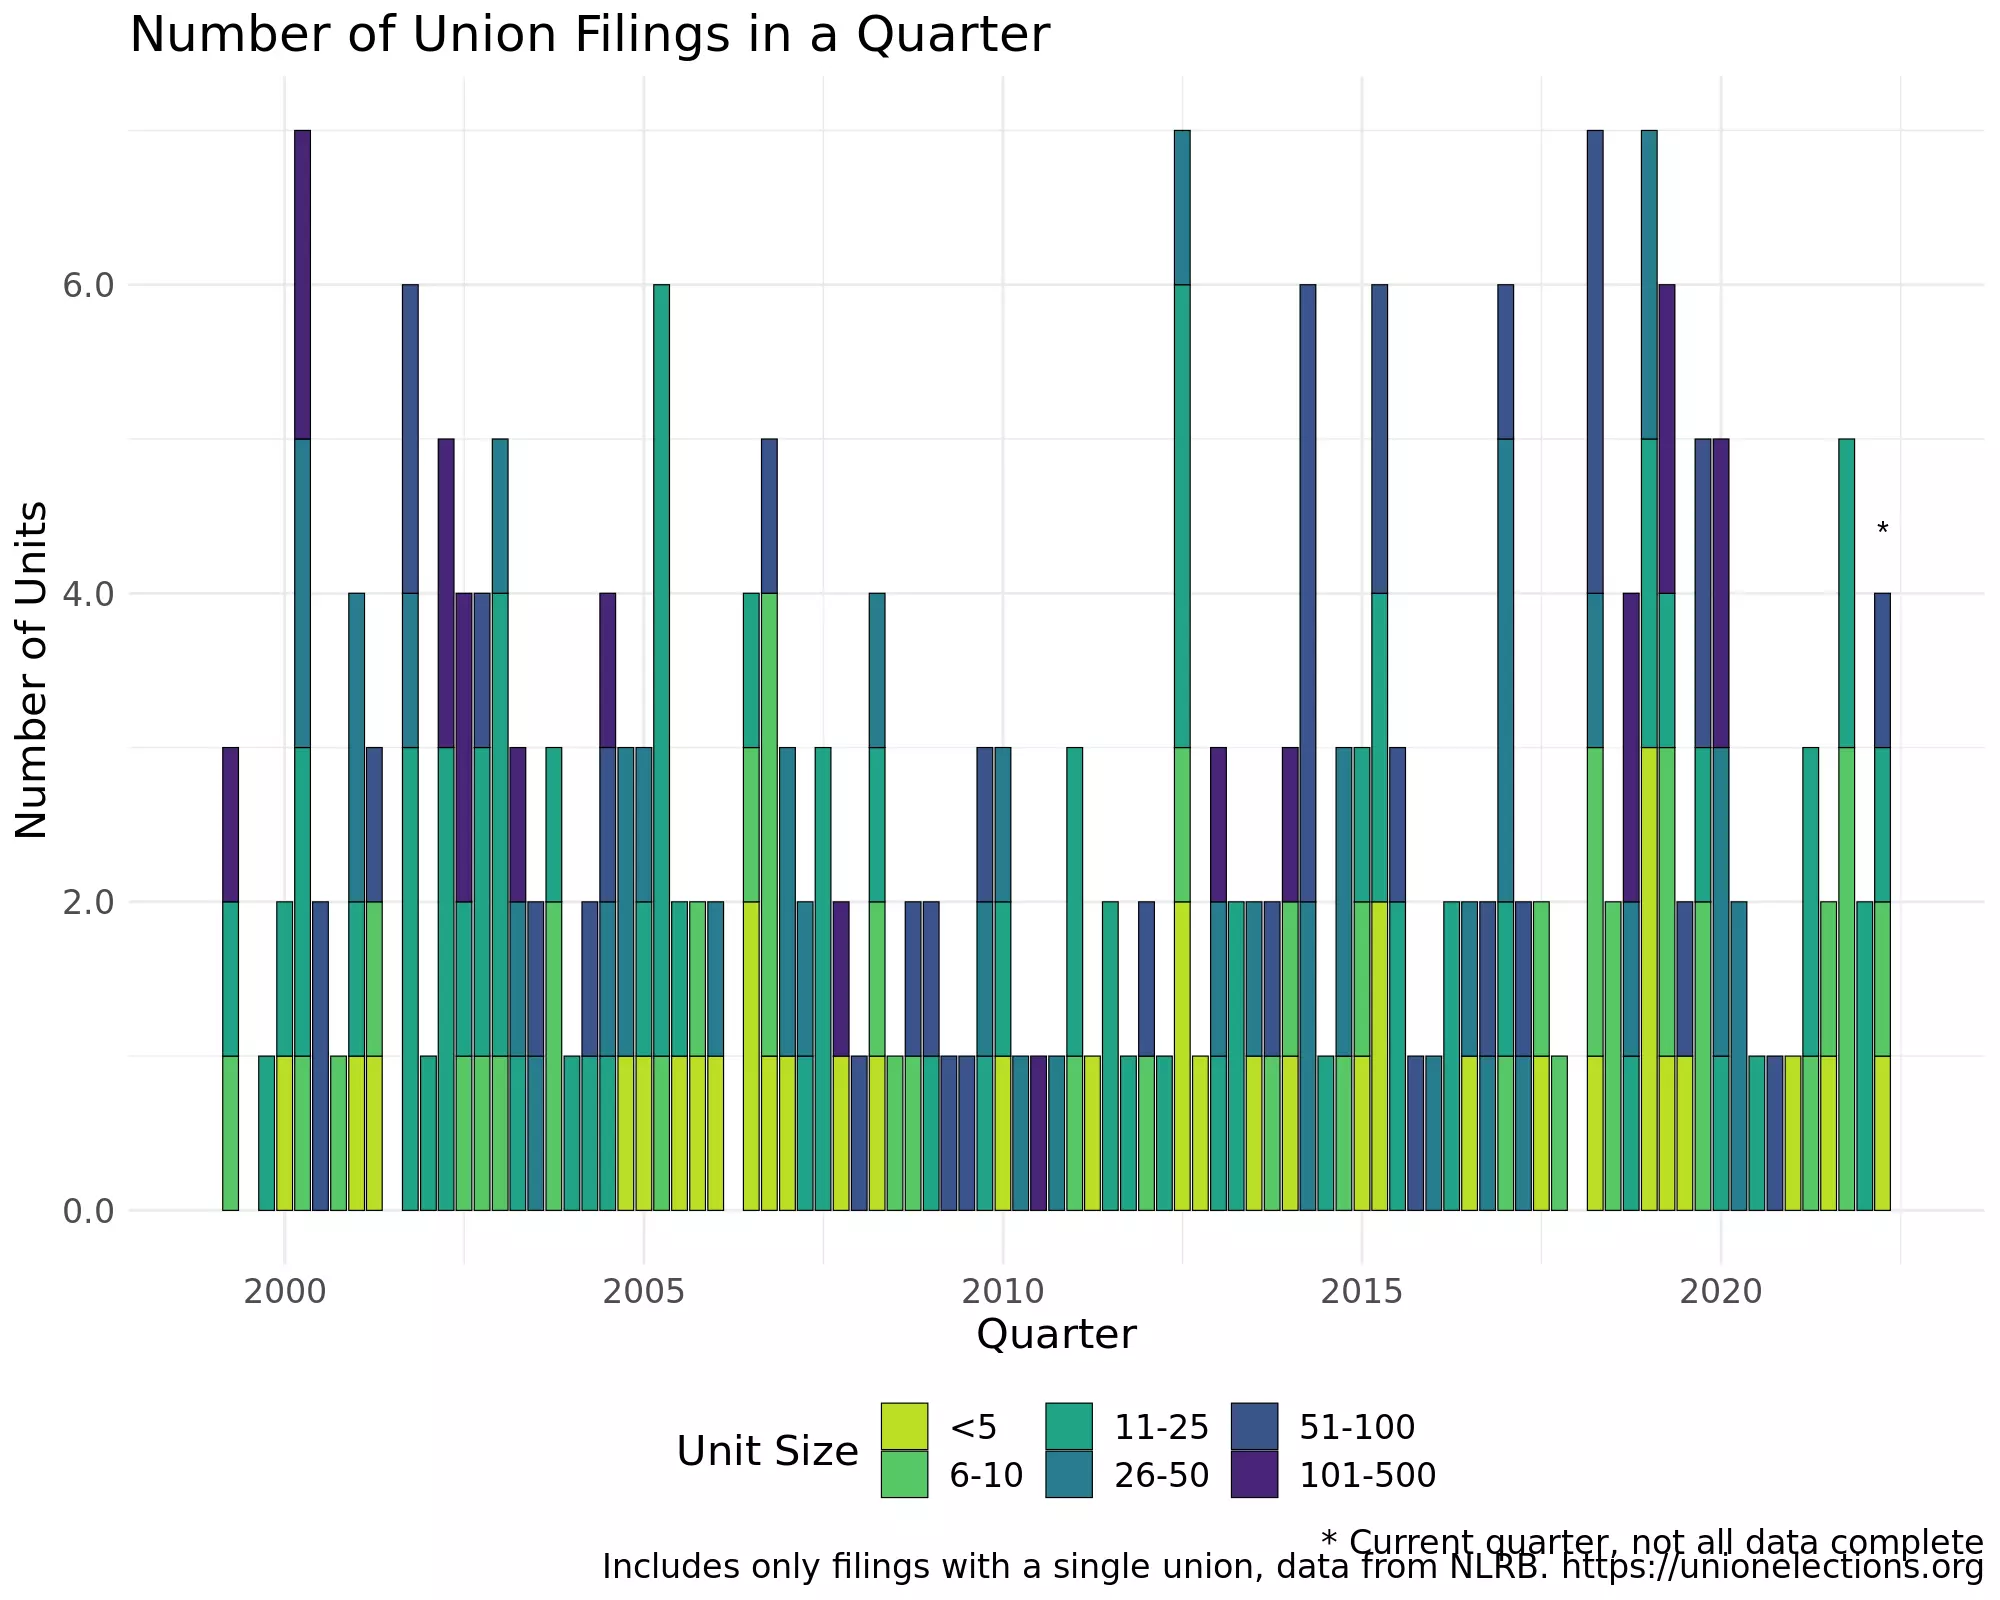 Number of Union Filings in a Quarter
Number of Units
6.0
4.0
2.0
0.0
*
2000 2005 2010 2015 2020
Quarter
Unit Size
<5 11-25 51-100
6-10 26-50 101-500
* Current quarter, not all data complete
Includes only filings with a single union, data from NLRB. https://unionelections.org